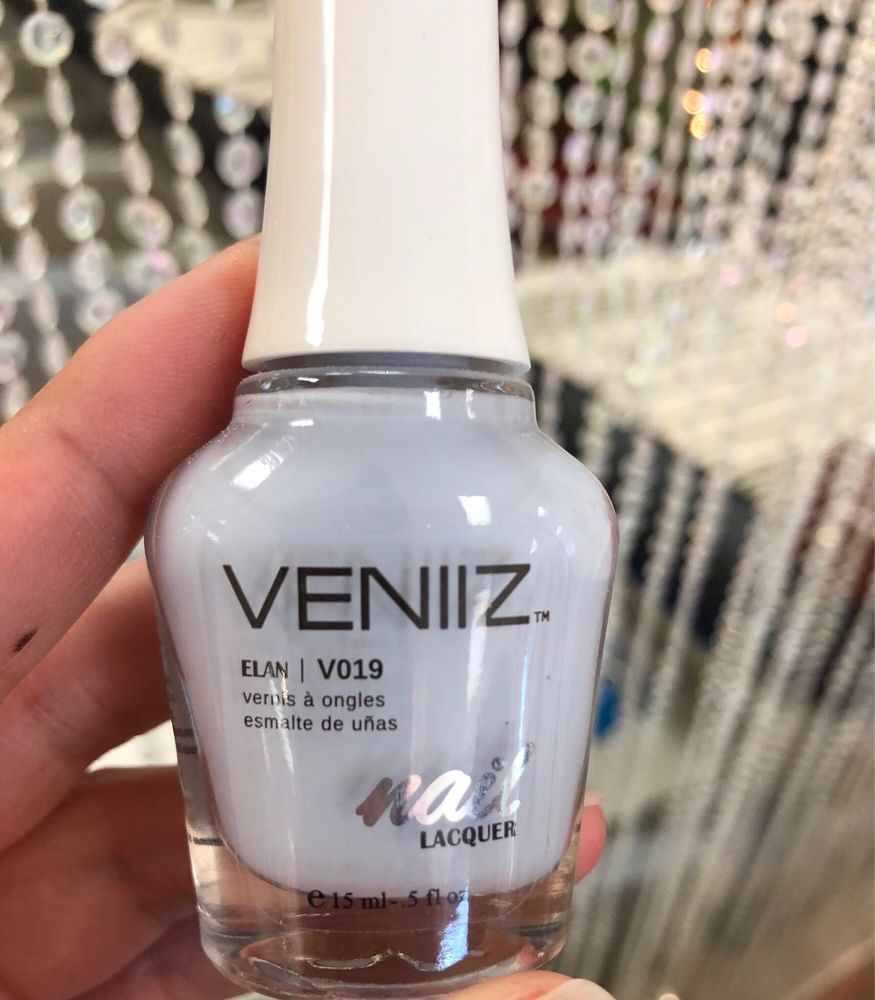 VENIIZ™
ELAN | V019
vernis à ongles
esmalte de uñas
nail
LACQUER
e 15 ml-.5 fl oz